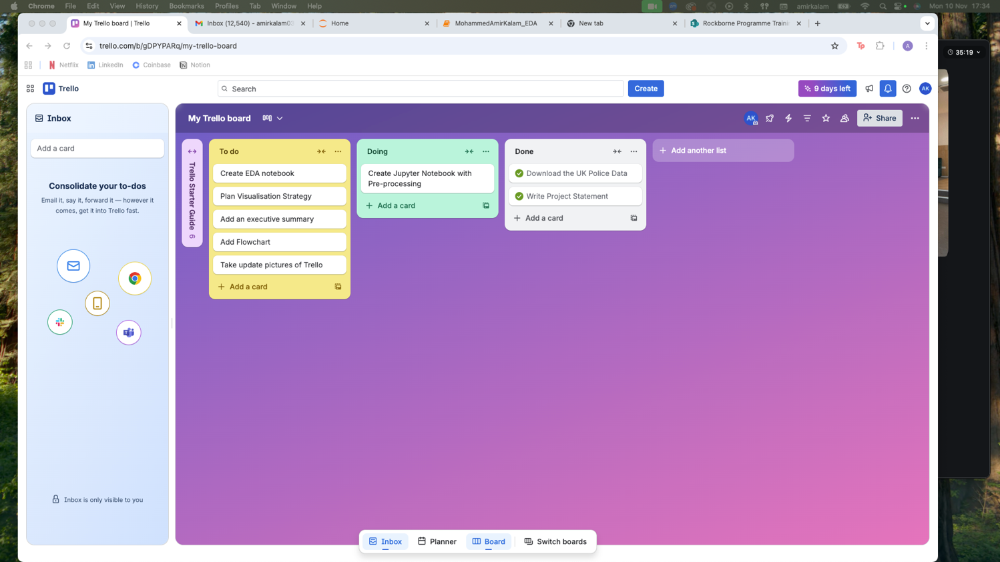 Chrome File Edit View History Bookmarks Profiles Tab Window Help amirkalam Mon 10 Nov 17:34
My Trello board | Trello Inbox (12,540) - amirkalam03 Home MohammedAmirKalam_EDA New tab Rockborne Programme Traini
trello.com/b/gDPYPARq/my-trello-board Tp A
35:19
Netflix LinkedIn Coinbase Notion
Trello Search Create 9 days left AK
Inbox
Add a card
Consolidate your to-dos
Email it, say it, forward it — however it
comes, get it into Trello fast.
Inbox is only visible to you
My Trello board AK Share
Trello Starter Guide 6
To do
Create EDA notebook
Plan Visualisation Strategy
Add an executive summary
Add Flowchart
Take update pictures of Trello
Add a card
Doing
Create Jupyter Notebook with
Pre-processing
Add a card
Done
Download the UK Police Data
Write Project Statement
Add a card
Add another list
Inbox Planner Board Switch boards